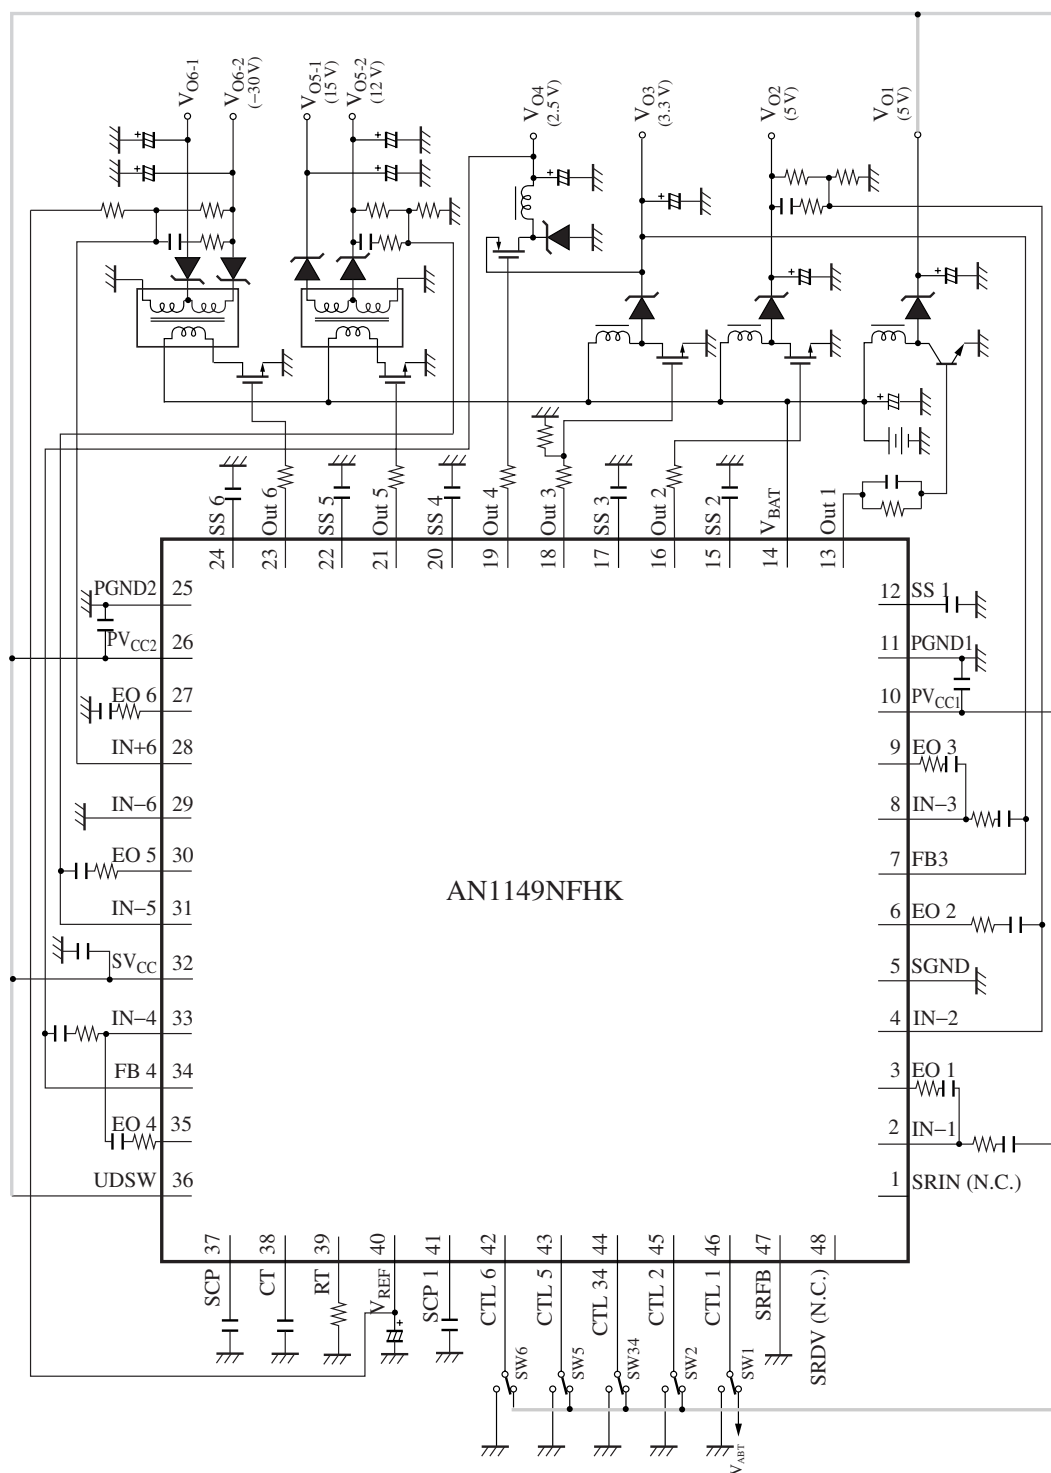 VO6-1
VO6-2
(−30 V)
VO5-1
(15 V)
VO5-2
(12 V)
VO4
(2.5 V)
VO3
(3.3 V)
VO2
(5 V)
VO1
(5 V)
+
+
+
+
+
+
+
+
+
SS 6
Out 6
SS 5
Out 5
SS 4
Out 4
Out 3
SS 3
Out 2
SS 2
VBAT
Out 1
24
23
22
21
20
19
18
17
16
15
14
13
PGND2 25
PVCC2 26
EO 6 27
IN+6 28
IN−6 29
EO 5 30
IN−5 31
SVCC 32
IN−4 33
FB 4 34
EO 4 35
UDSW 36
AN1149NFHK
12 SS 1
11 PGND1
10 PVCC1
9 EO 3
8 IN−3
7 FB3
6 EO 2
5 SGND
4 IN−2
3 EO 1
2 IN−1
1 SRIN (N.C.)
37
38
39
40
41
42
43
44
45
46
47
48
SCP
CT
RT
VREF
SCP 1
CTL 6
CTL 5
CTL 34
CTL 2
CTL 1
SRFB
SRDV (N.C.)
+
SW6
SW5
SW34
SW2
SW1
VABT